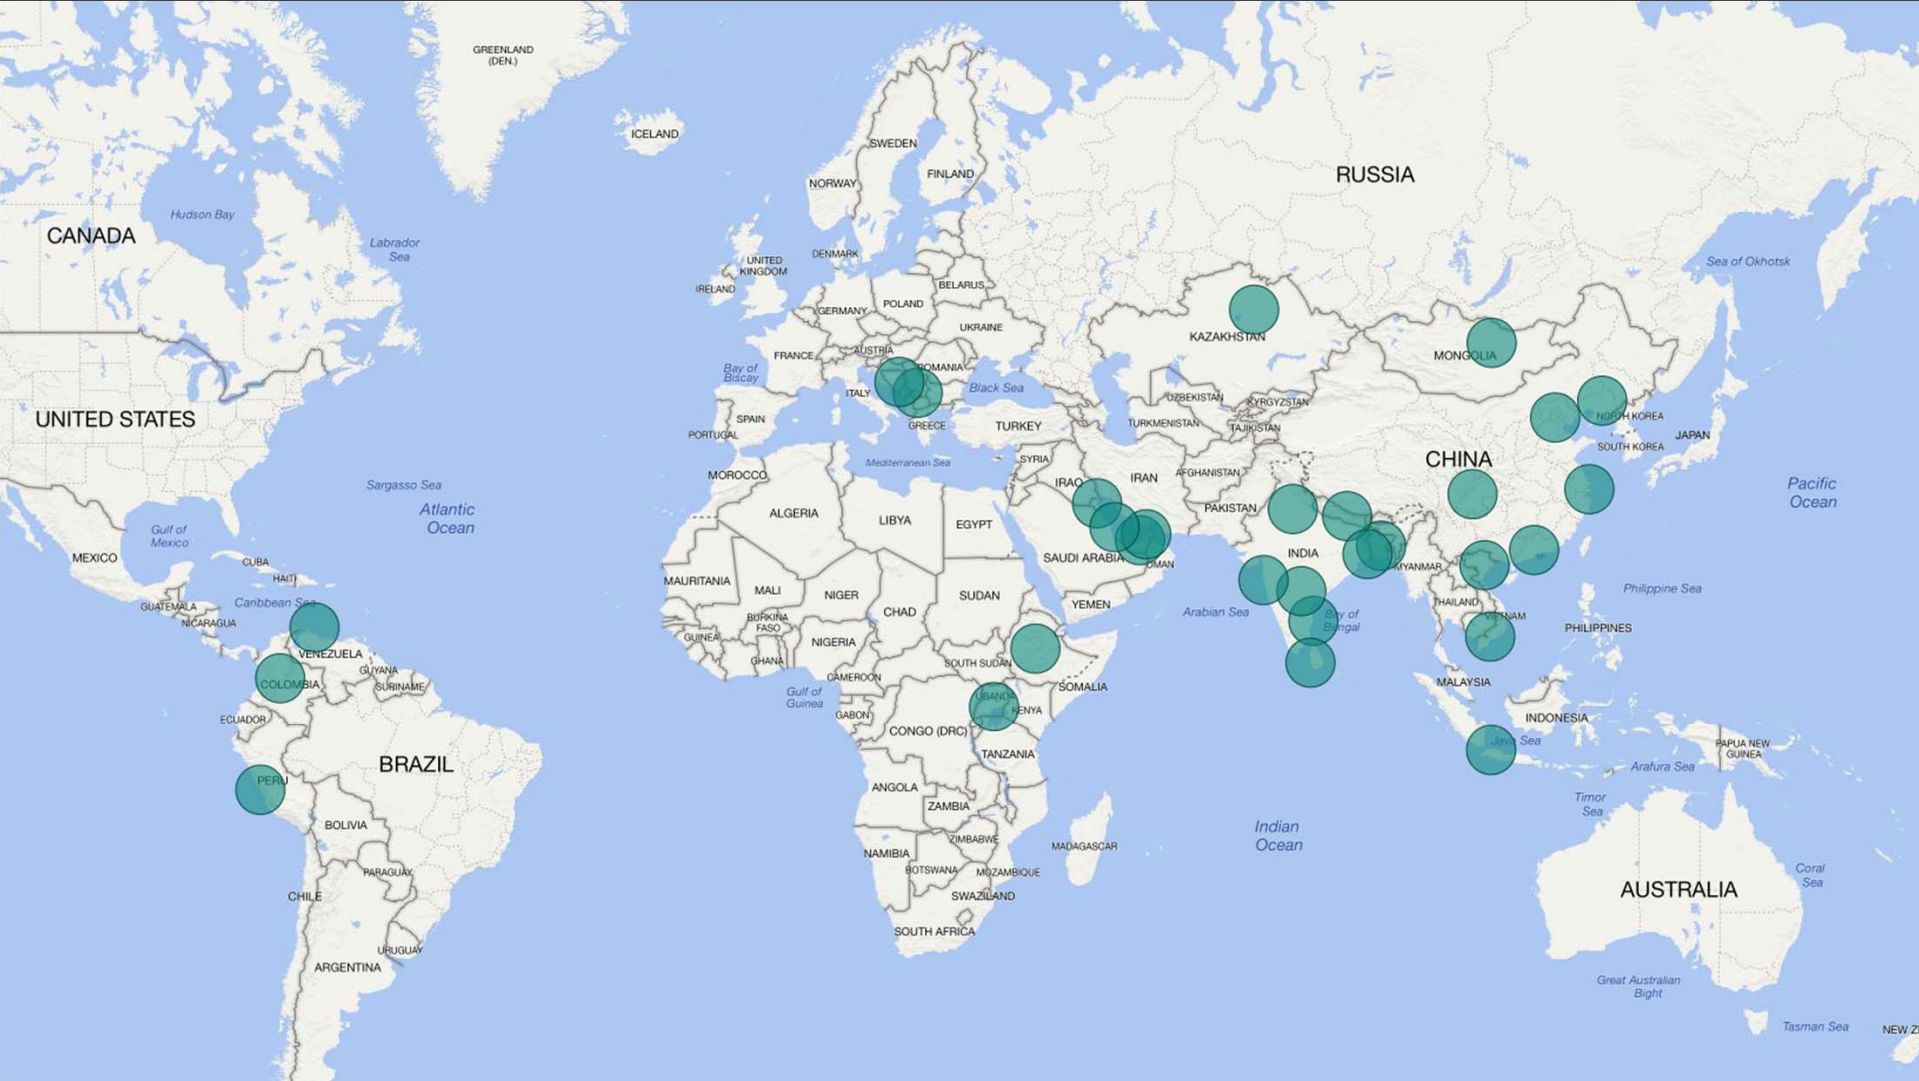 GREENLAND
(DEN.)
ICELAND
SWEDEN
FINLAND
NORWAY
RUSSIA
Hudson Bay
CANADA
Labrador
Sea
DENMARK
UNITED
KINGDOM
IRELAND
BELARUS
Sea of Okhotsk
GERMANY
POLAND
UKRAINE
KAZAKHSTAN
FRANCE
AUSTRIA
MONGOLIA
Bay of
Biscay
ROMANIA
ITALY
Black Sea
UZBEKISTAN
KYRGYZSTAN
UNITED STATES
SPAIN
PORTUGAL
GREECE
TURKEY
TURKMENISTAN
TAJIKISTAN
NORTH KOREA
SOUTH KOREA
JAPAN
Mediterranean Sea
SYRIA
CHINA
MOROCCO
IRAQ
IRAN
AFGHANISTAN
Sargasso Sea
Atlantic
Ocean
Pacific
Ocean
ALGERIA
LIBYA
EGYPT
PAKISTAN
Gulf of
Mexico
MEXICO
CUBA
HAITI
SAUDI ARABIA
OMAN
INDIA
MYANMAR
MAURITANIA
MALI
NIGER
CHAD
SUDAN
YEMEN
Arabian Sea
Bay of
Bengal
THAILAND
VIETNAM
Philippine Sea
PHILIPPINES
GUATEMALA
Caribbean Sea
NICARAGUA
BURKINA
FASO
GUINEA
NIGERIA
GHANA
CAMEROON
SOUTH SUDAN
SOMALIA
VENEZUELA
GUYANA
SURINAME
COLOMBIA
MALAYSIA
Gulf of
Guinea
GABON
UGANDA
KENYA
ECUADOR
CONGO (DRC)
INDONESIA
Java Sea
PAPUA NEW
GUINEA
TANZANIA
BRAZIL
PERU
Arafura Sea
ANGOLA
ZAMBIA
Timor
Sea
BOLIVIA
Indian
Ocean
ZIMBABWE
MADAGASCAR
NAMIBIA
BOTSWANA
MOZAMBIQUE
PARAGUAY
CHILE
SWAZILAND
Coral
Sea
AUSTRALIA
SOUTH AFRICA
URUGUAY
ARGENTINA
Great Australian
Bight
Tasman Sea
NEW Z